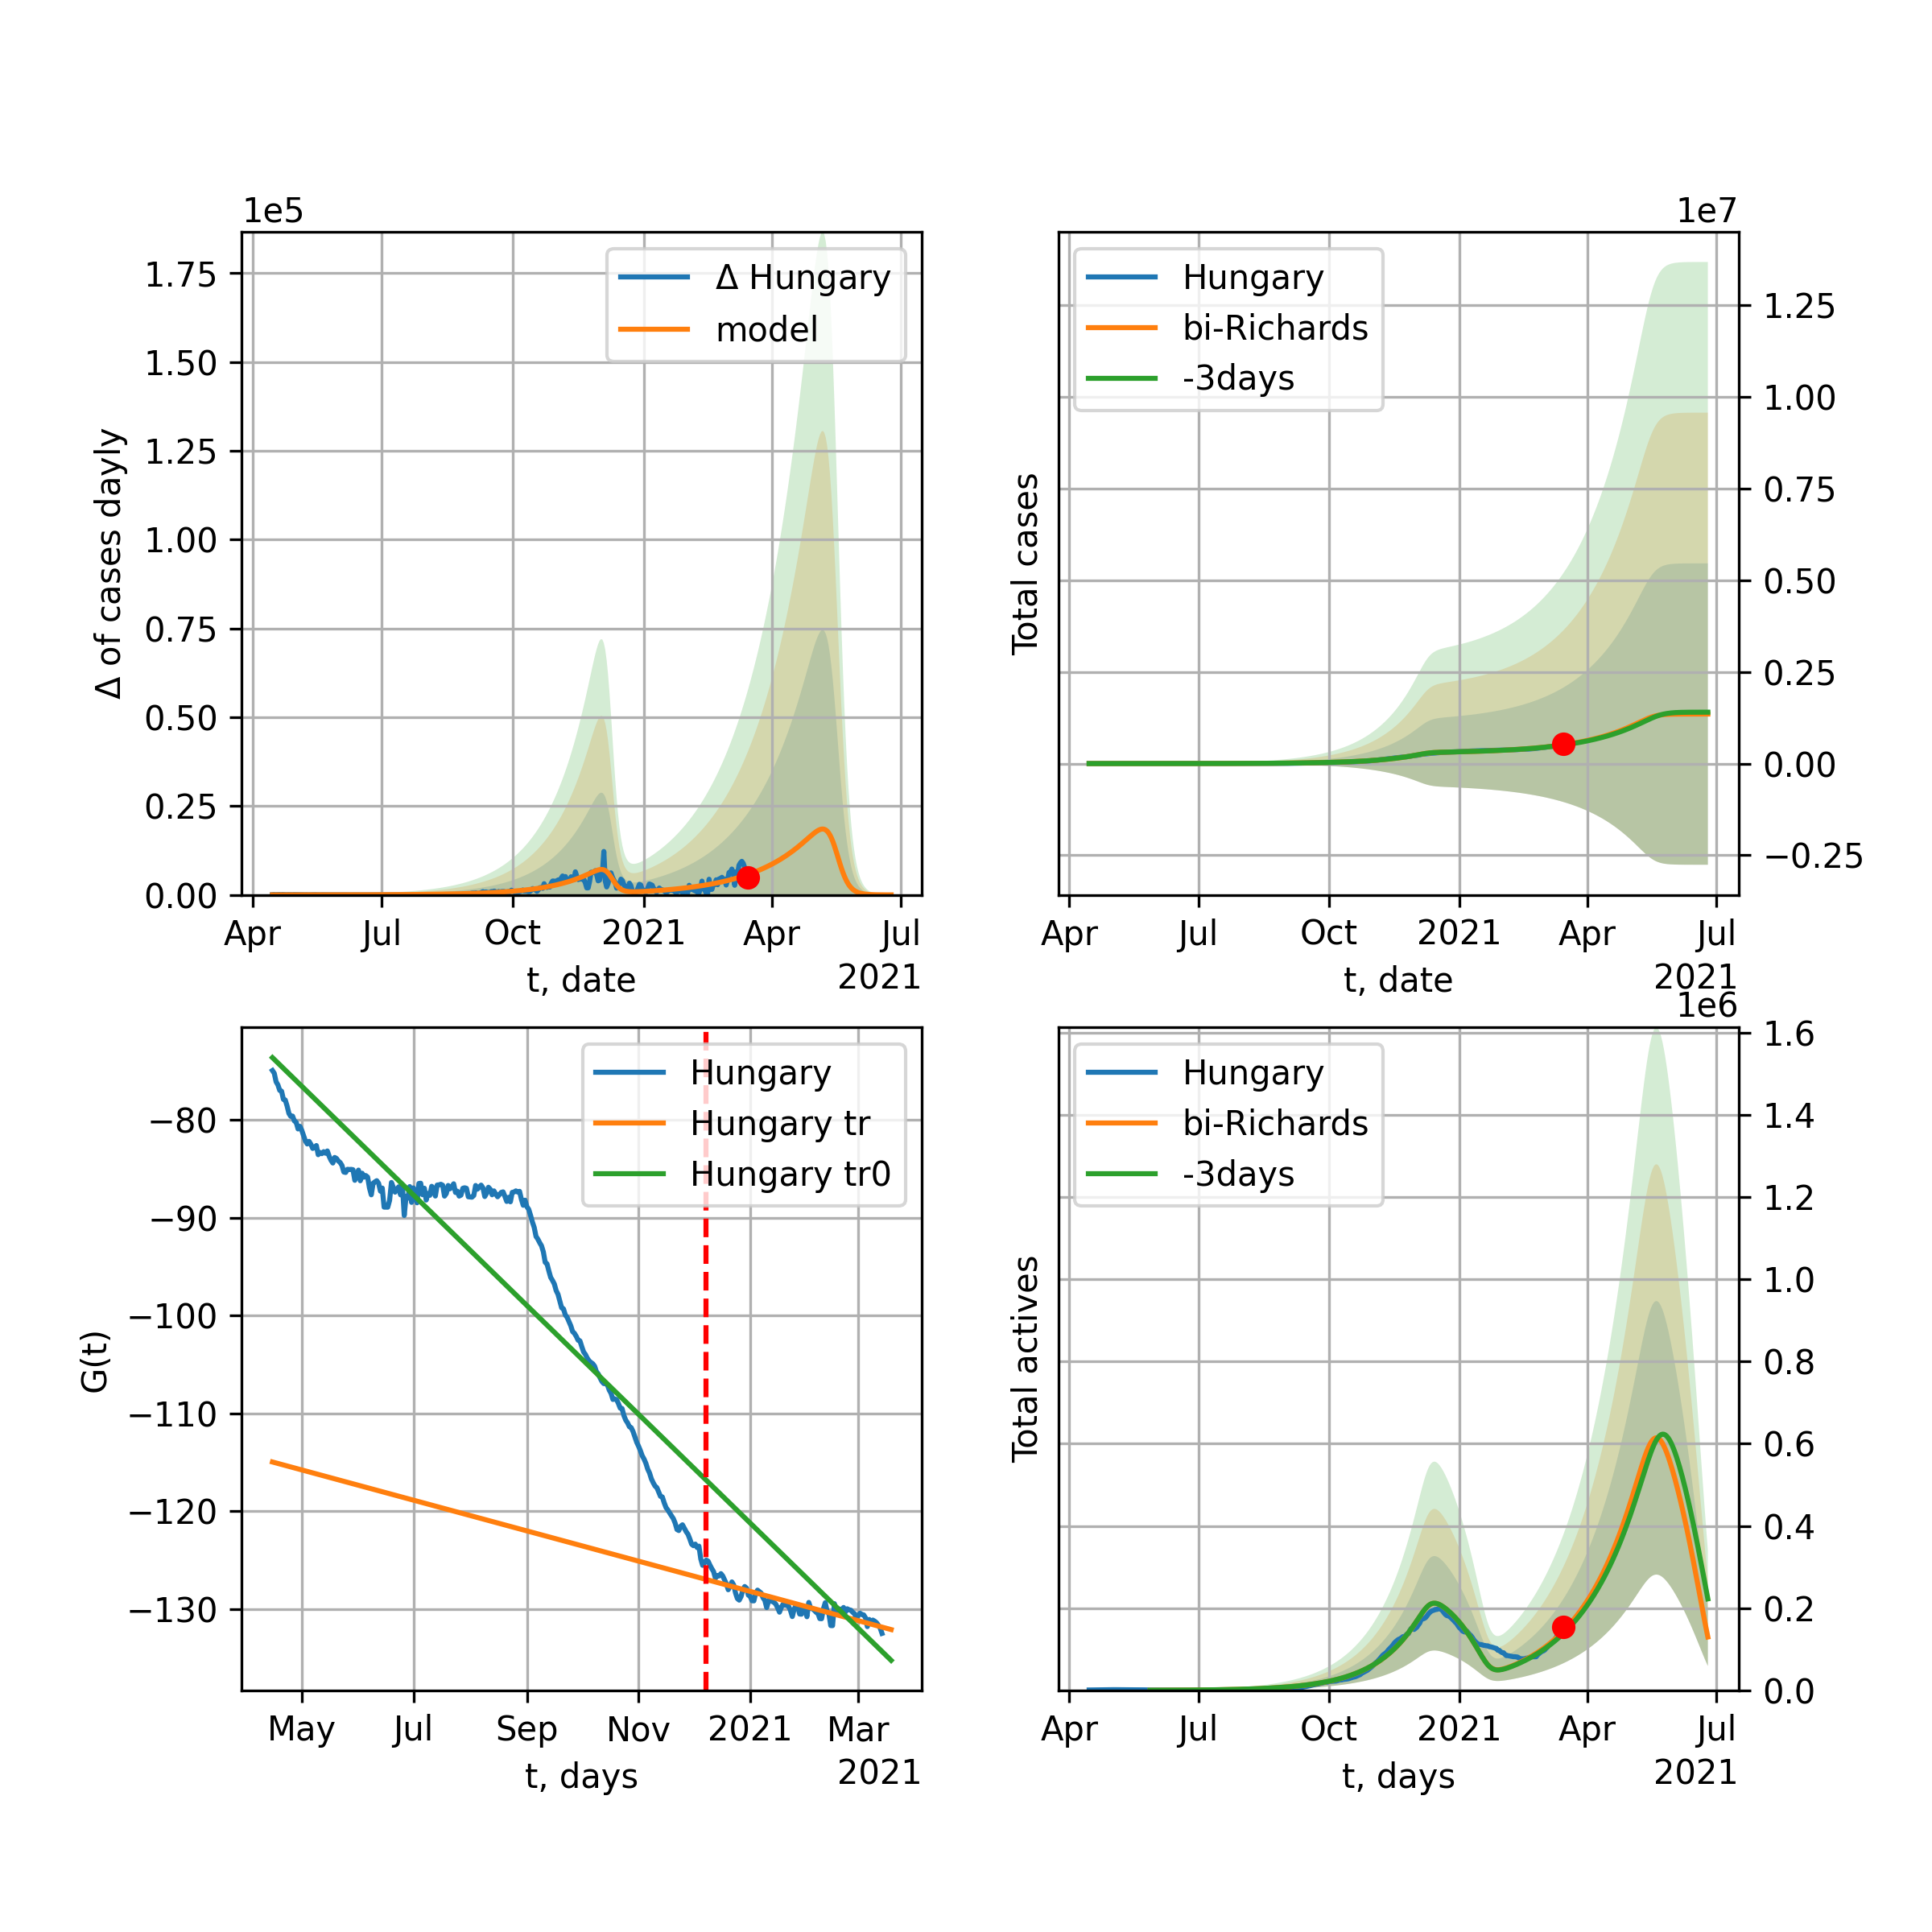 1e5
1.75
1.50
1.25
1.00
0.75
0.50
0.25
0.00
Δ of cases dayly
Δ Hungary
model
Apr Jul Oct 2021 Apr Jul
t, date
2021
1e7
Total cases
Hungary
bi-Richards
-3days
1.25
1.00
0.75
0.50
0.25
0.00
−0.25
Apr Jul Oct 2021 Apr Jul
t, date
2021
G(t)
−80
−90
−100
−110
−120
−130
Hungary
Hungary tr
Hungary tr0
May Jul Sep Nov 2021 Mar
t, days
2021
1e6
Total actives
Hungary
bi-Richards
-3days
1.6
1.4
1.2
1.0
0.8
0.6
0.4
0.2
0.0
Apr Jul Oct 2021 Apr Jul
t, days
2021